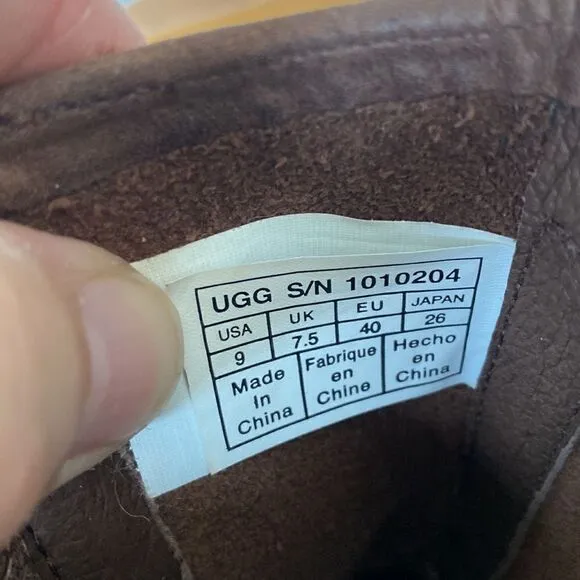 UGG S/N 1010204
USA UK EU JAPAN
9 7.5 40 26
Made Fabrique Hecho
In en en
China Chine China